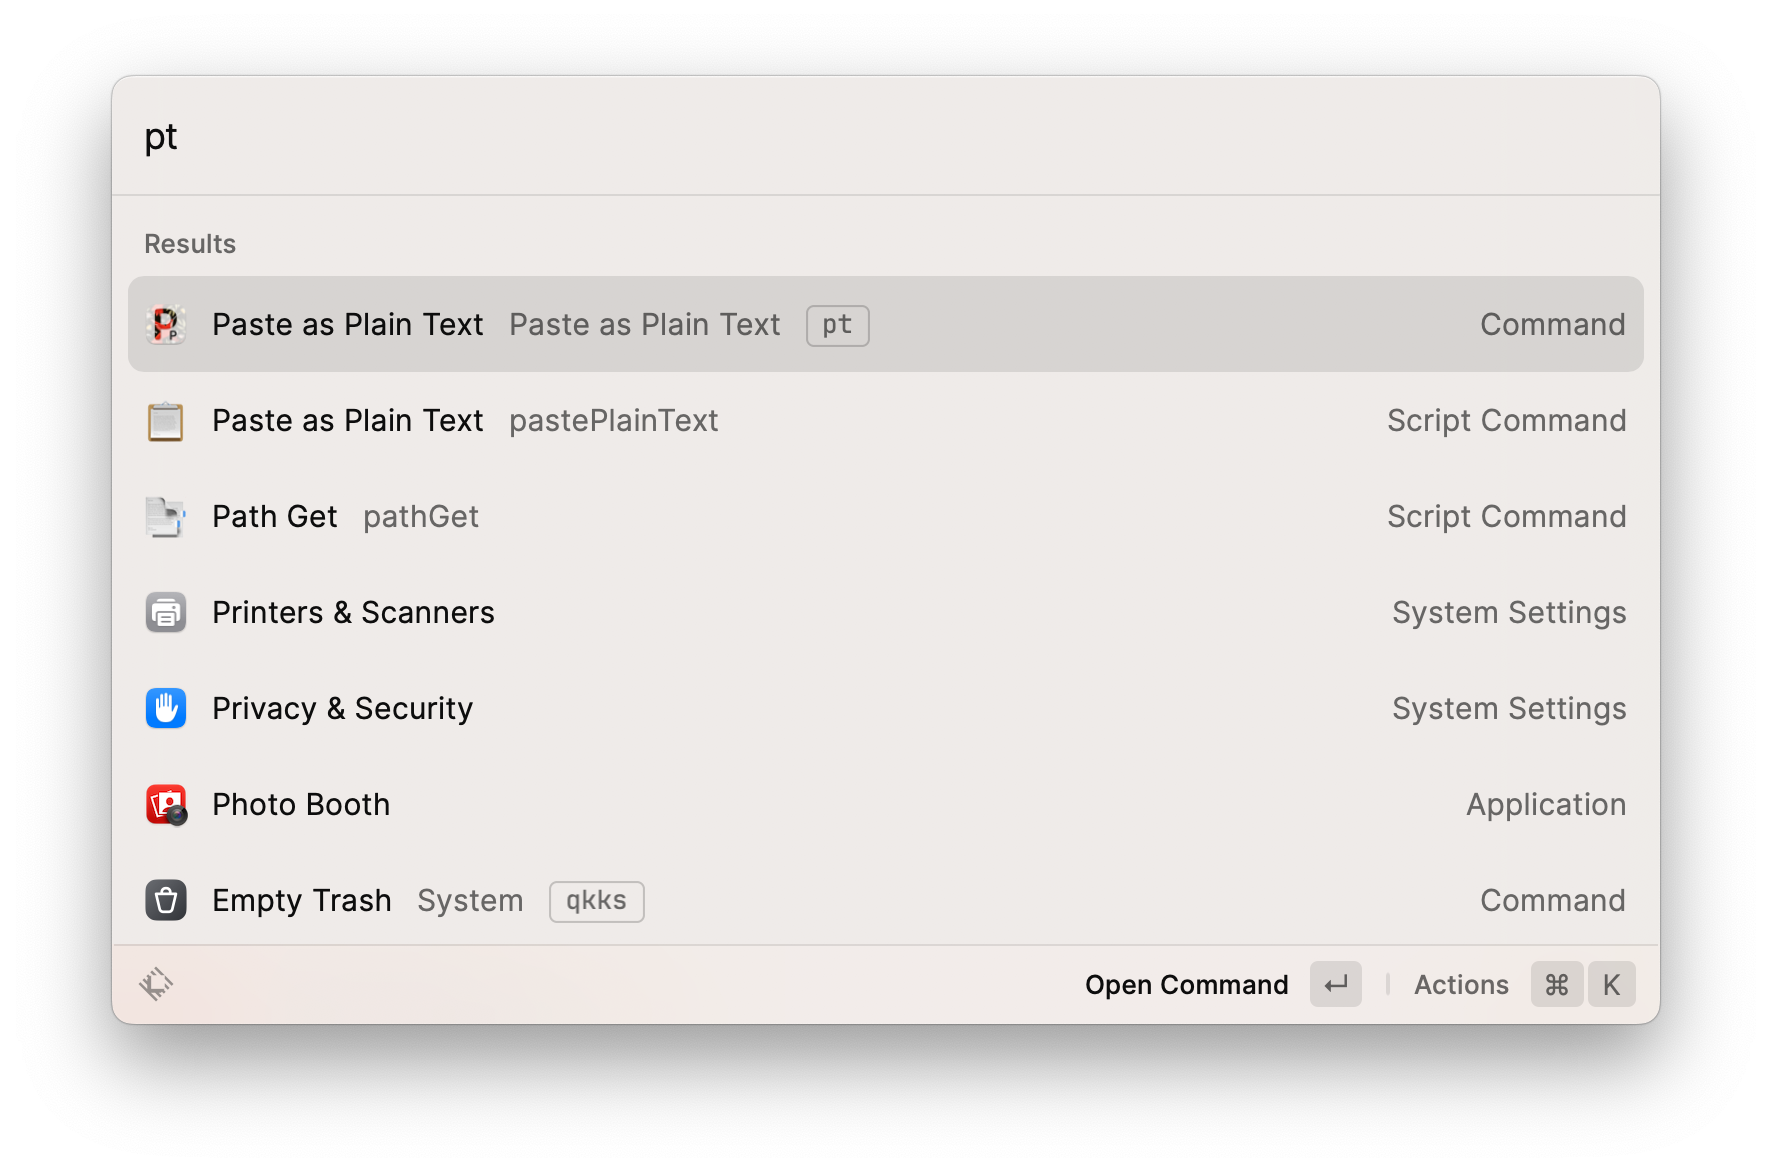 pt
Results
Paste as Plain Text Paste as Plain Text pt Command
Paste as Plain Text pastePlainText Script Command
Path Get pathGet Script Command
Printers & Scanners System Settings
Privacy & Security System Settings
Photo Booth Application
Empty Trash System qkks Command
Open Command ↵ Actions ⌘ K